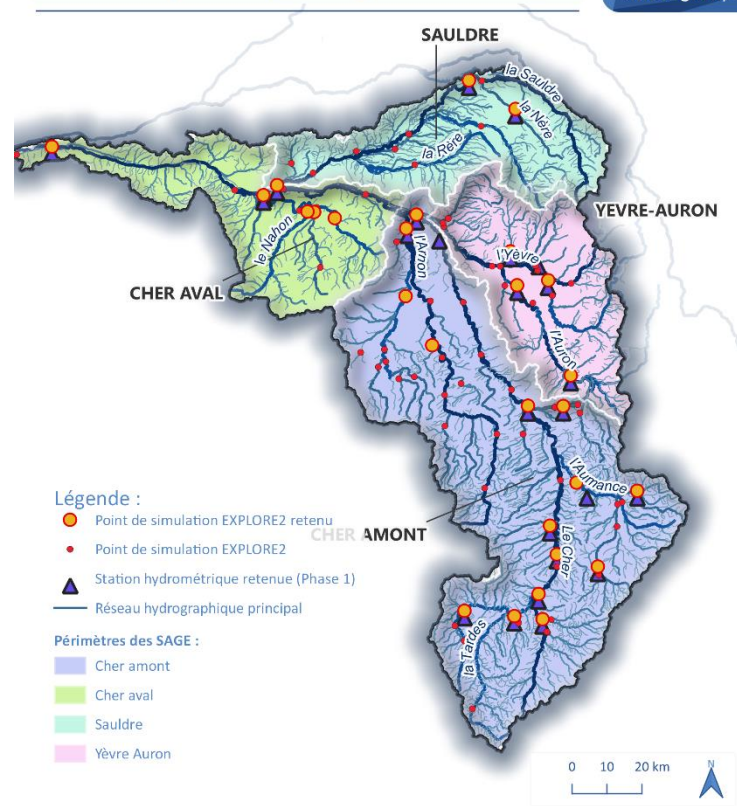 SAULDRE
la Sauldre
la Nère
la Rère
YEVRE-AURON
le Nahon
l'Arnon
l'Yèvre
CHER AVAL
l'Auron
Légende :
Point de simulation EXPLORE2 retenu
l'Aumance
CHER AMONT
Le Cher
Point de simulation EXPLORE2
Station hydrométrique retenue (Phase 1)
Réseau hydrographique principal
la Tardes
Périmètres des SAGE :
Cher amont
Cher aval
Sauldre
Yèvre Auron
0 10 20 km
N